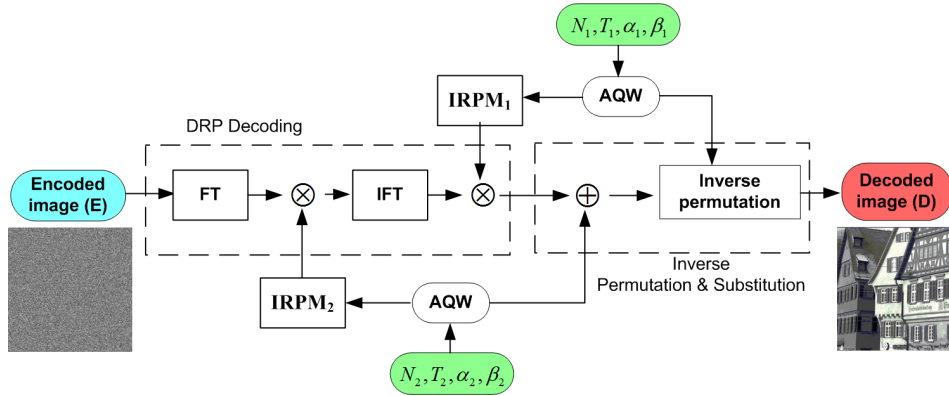 N₁, T₁, α₁, β₁
AQW
IRPM₁
DRP Decoding
Encoded
image (E)
FT
⊗
IFT
⊗
⊕
Inverse
permutation
Decoded
image (D)
Inverse
Permutation & Substitution
IRPM₂
AQW
N₂, T₂, α₂, β₂